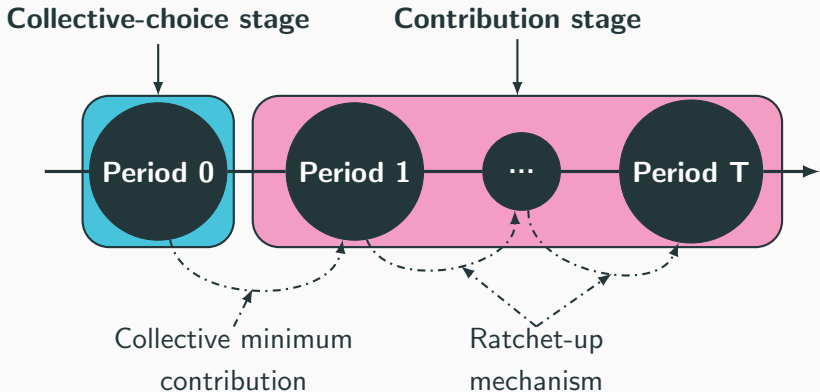 Collective-choice stage
Contribution stage
Period 0
Period 1
...
Period T
Collective minimum
contribution
Ratchet-up
mechanism